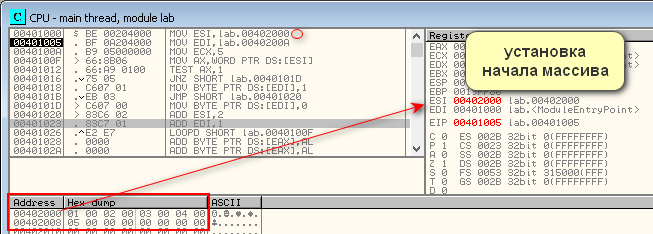 C CPU - main thread, module lab
00401000 $ BE 00204000 MOV ESI,lab.00402000
00401005 . BF 0A204000 MOV EDI,lab.0040200A
0040100A . B9 05000000 MOV ECX,5
0040100F > 66:8B06 MOV AX,WORD PTR DS:[ESI]
00401012 . 66:A9 0100 TEST AX,1
00401016 .v75 05 JNZ SHORT lab.0040101D
00401018 . C607 01 MOV BYTE PTR DS:[EDI],1
0040101B .vEB 03 JMP SHORT lab.00401020
0040101D > C607 00 MOV BYTE PTR DS:[EDI],0
00401020 > 83C6 02 ADD ESI,2
00401023 . 83C7 01 ADD EDI,1
00401026 .^E2 E7 LOOPD SHORT lab.0040100F
00401028 . 0000 ADD BYTE PTR DS:[EAX],AL
0040102A . 0000 ADD BYTE PTR DS:[EAX],AL
Registe
EAX
ECX
EDX
EBX
ESP
EBP 0019FF80
ESI 00402000 lab.00402000
EDI 00401000 lab.<ModuleEntryPoint>
EIP 00401005 lab.00401005
C 0 ES 002B 32bit 0(FFFFFFFF)
P 1 CS 0023 32bit 0(FFFFFFFF)
A 0 SS 002B 32bit 0(FFFFFFFF)
Z 1 DS 002B 32bit 0(FFFFFFFF)
S 0 FS 0053 32bit 315000(FFF)
T 0 GS 002B 32bit 0(FFFFFFFF)
D 0
установка
начала массива
Address Hex dump ASCII
00402000 01 00 02 00 03 00 04 00
00402008 05 00 00 00 00 00 00 00